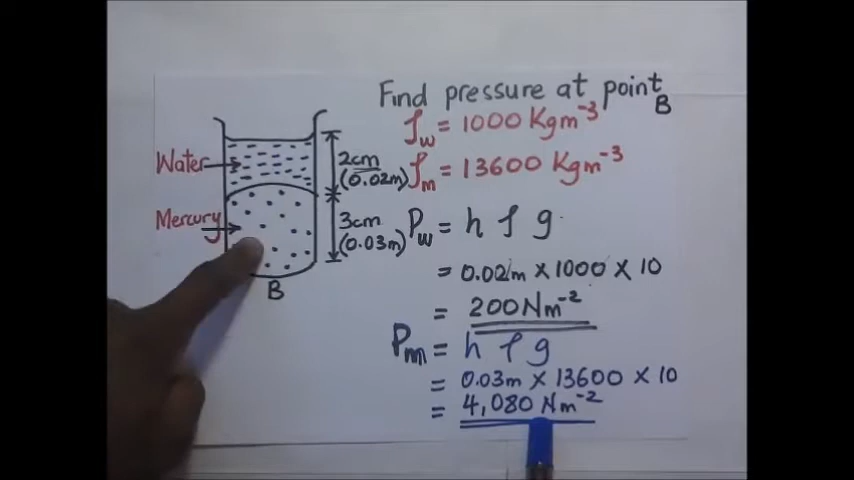 Find pressure at point B
ρw = 1000 Kgm⁻³
ρm = 13600 Kgm⁻³
Water
2cm
(0.02m)
Mercury
3cm
(0.03m)
B
Pw = h ρ g
= 0.02m × 1000 × 10
= 200Nm⁻²
Pm = h ρ g
= 0.03m × 13600 × 10
= 4,080 Nm⁻²